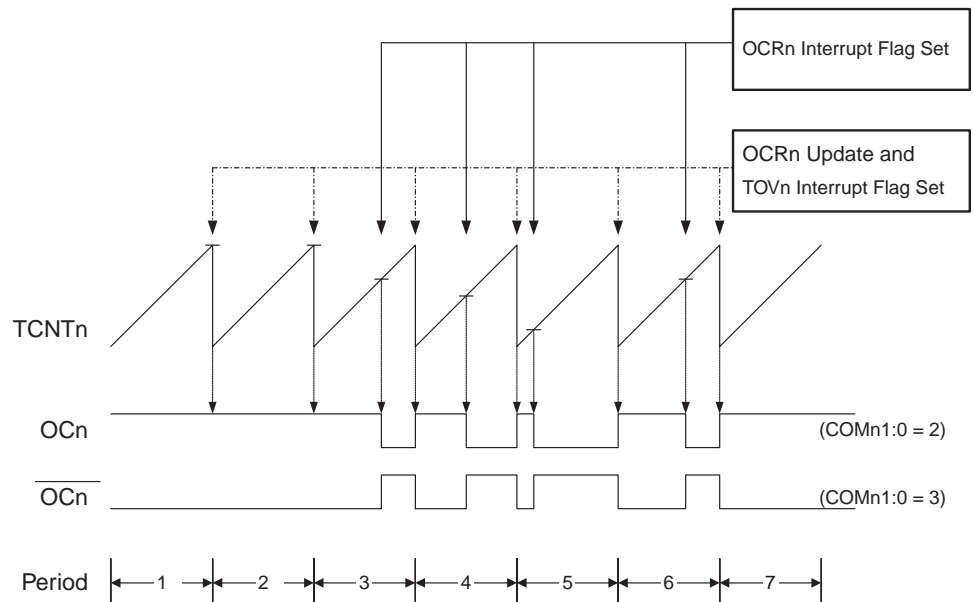 OCRn Interrupt Flag Set
OCRn Update and
TOVn Interrupt Flag Set
TCNTn
OCn
(COMn1:0 = 2)
OCn
(COMn1:0 = 3)
Period
1
2
3
4
5
6
7